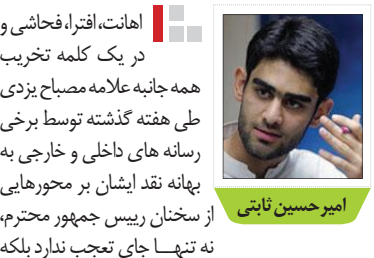 اهانت، افترا، فحاشی و
در یک کلمه تخریب
همه جانبه علامه مصباح یزدی
طی هفته گذشته توسط برخی
رسانه های داخلی و خارجی به
بهانه نقد ایشان بر محورهایی
از سخنان رییس جمهور محترم،
نه تنهــا جای تعجب ندارد بلکه
امیرحسین ثابتی